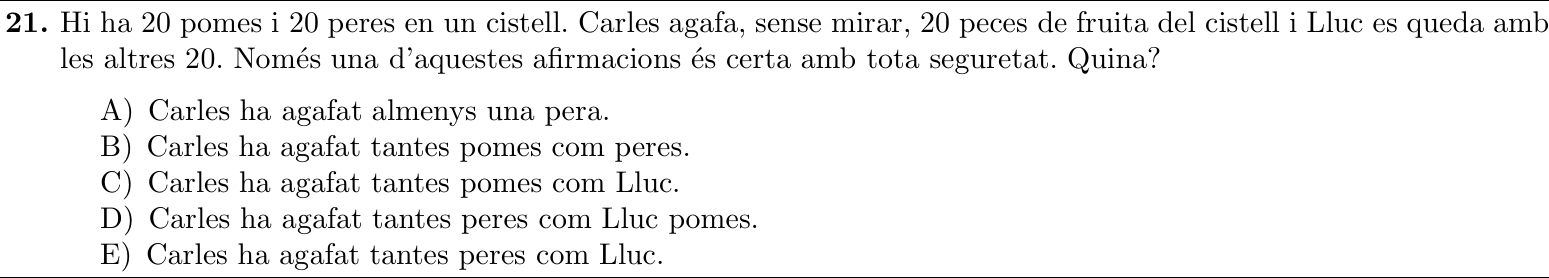 21. Hi ha 20 pomes i 20 peres en un cistell. Carles agafa, sense mirar, 20 peces de fruita del cistell i Lluc es queda amb
les altres 20. Només una d'aquestes afirmacions és certa amb tota seguretat. Quina?
A) Carles ha agafat almenys una pera.
B) Carles ha agafat tantes pomes com peres.
C) Carles ha agafat tantes pomes com Lluc.
D) Carles ha agafat tantes peres com Lluc pomes.
E) Carles ha agafat tantes peres com Lluc.